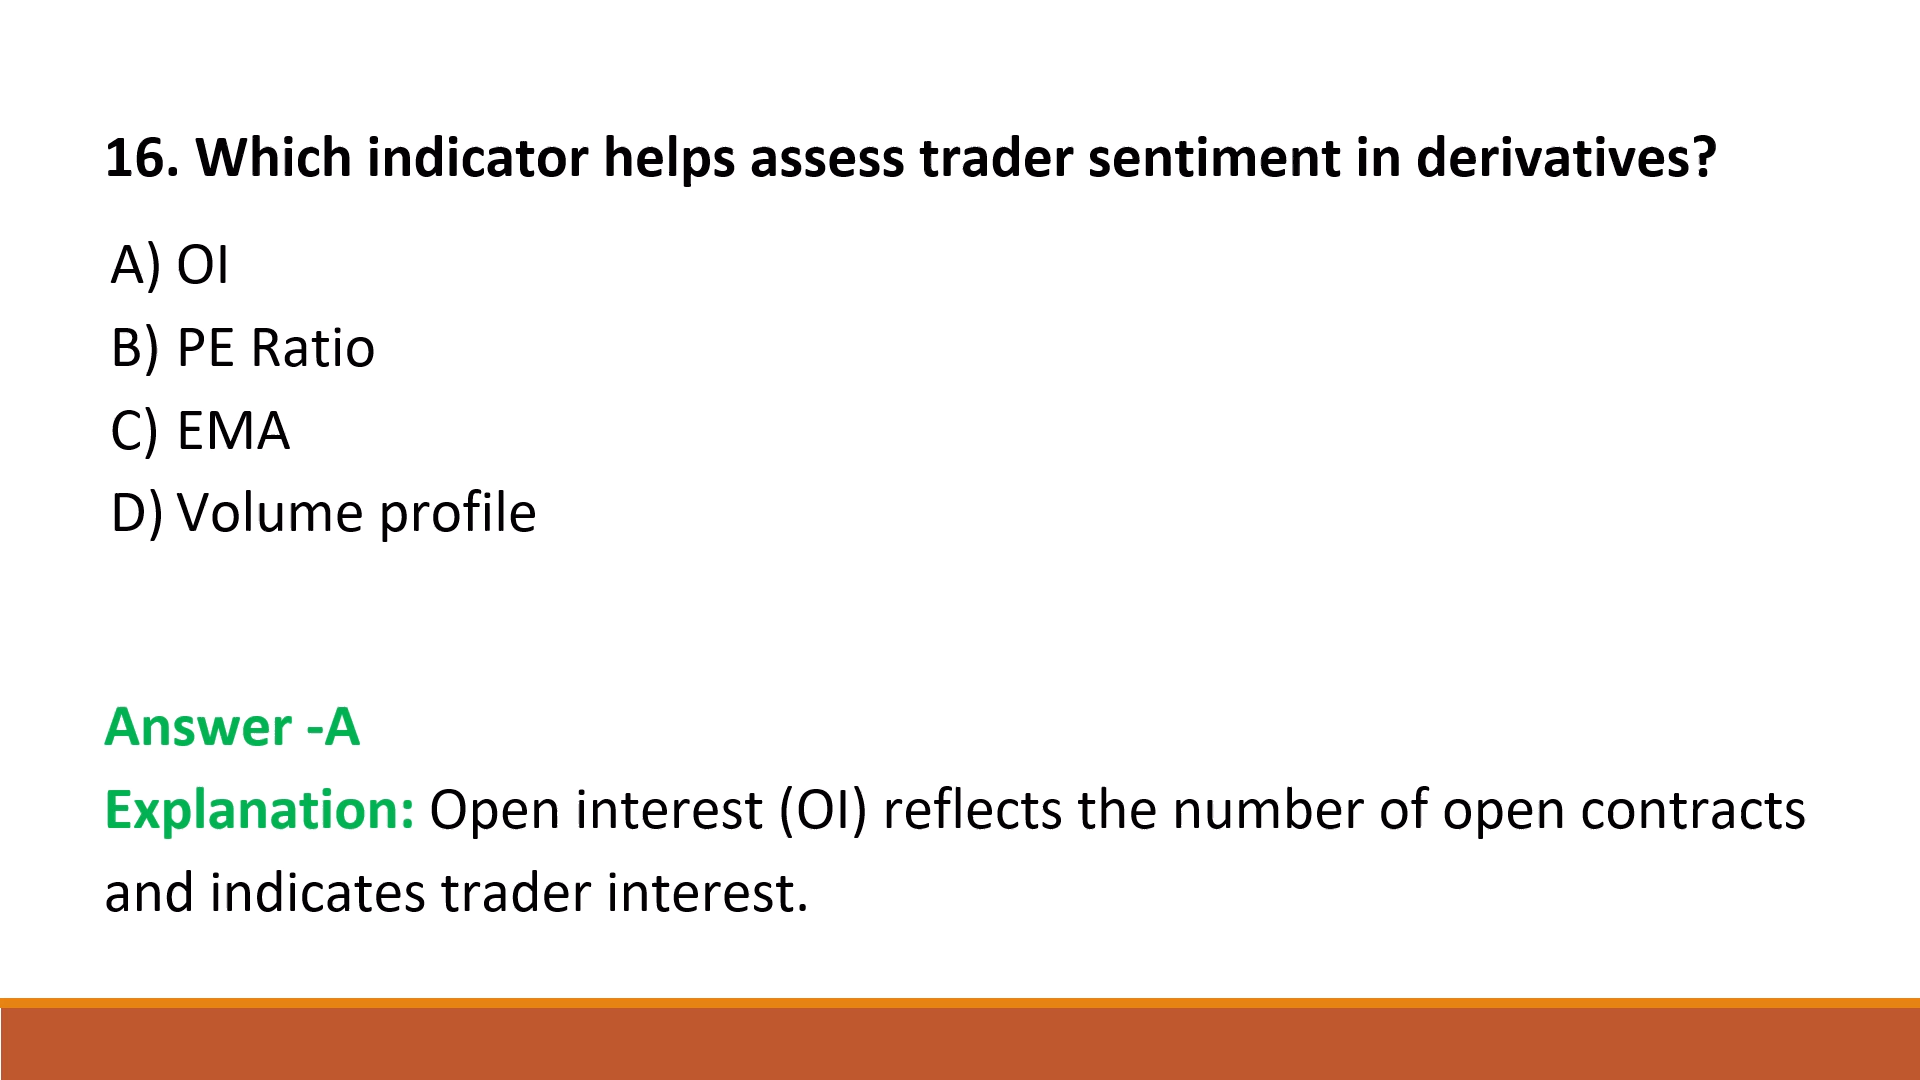 16. Which indicator helps assess trader sentiment in derivatives?
A) OI
B) PE Ratio
C) EMA
D) Volume profile
Answer -A
Explanation: Open interest (OI) reflects the number of open contracts
and indicates trader interest.